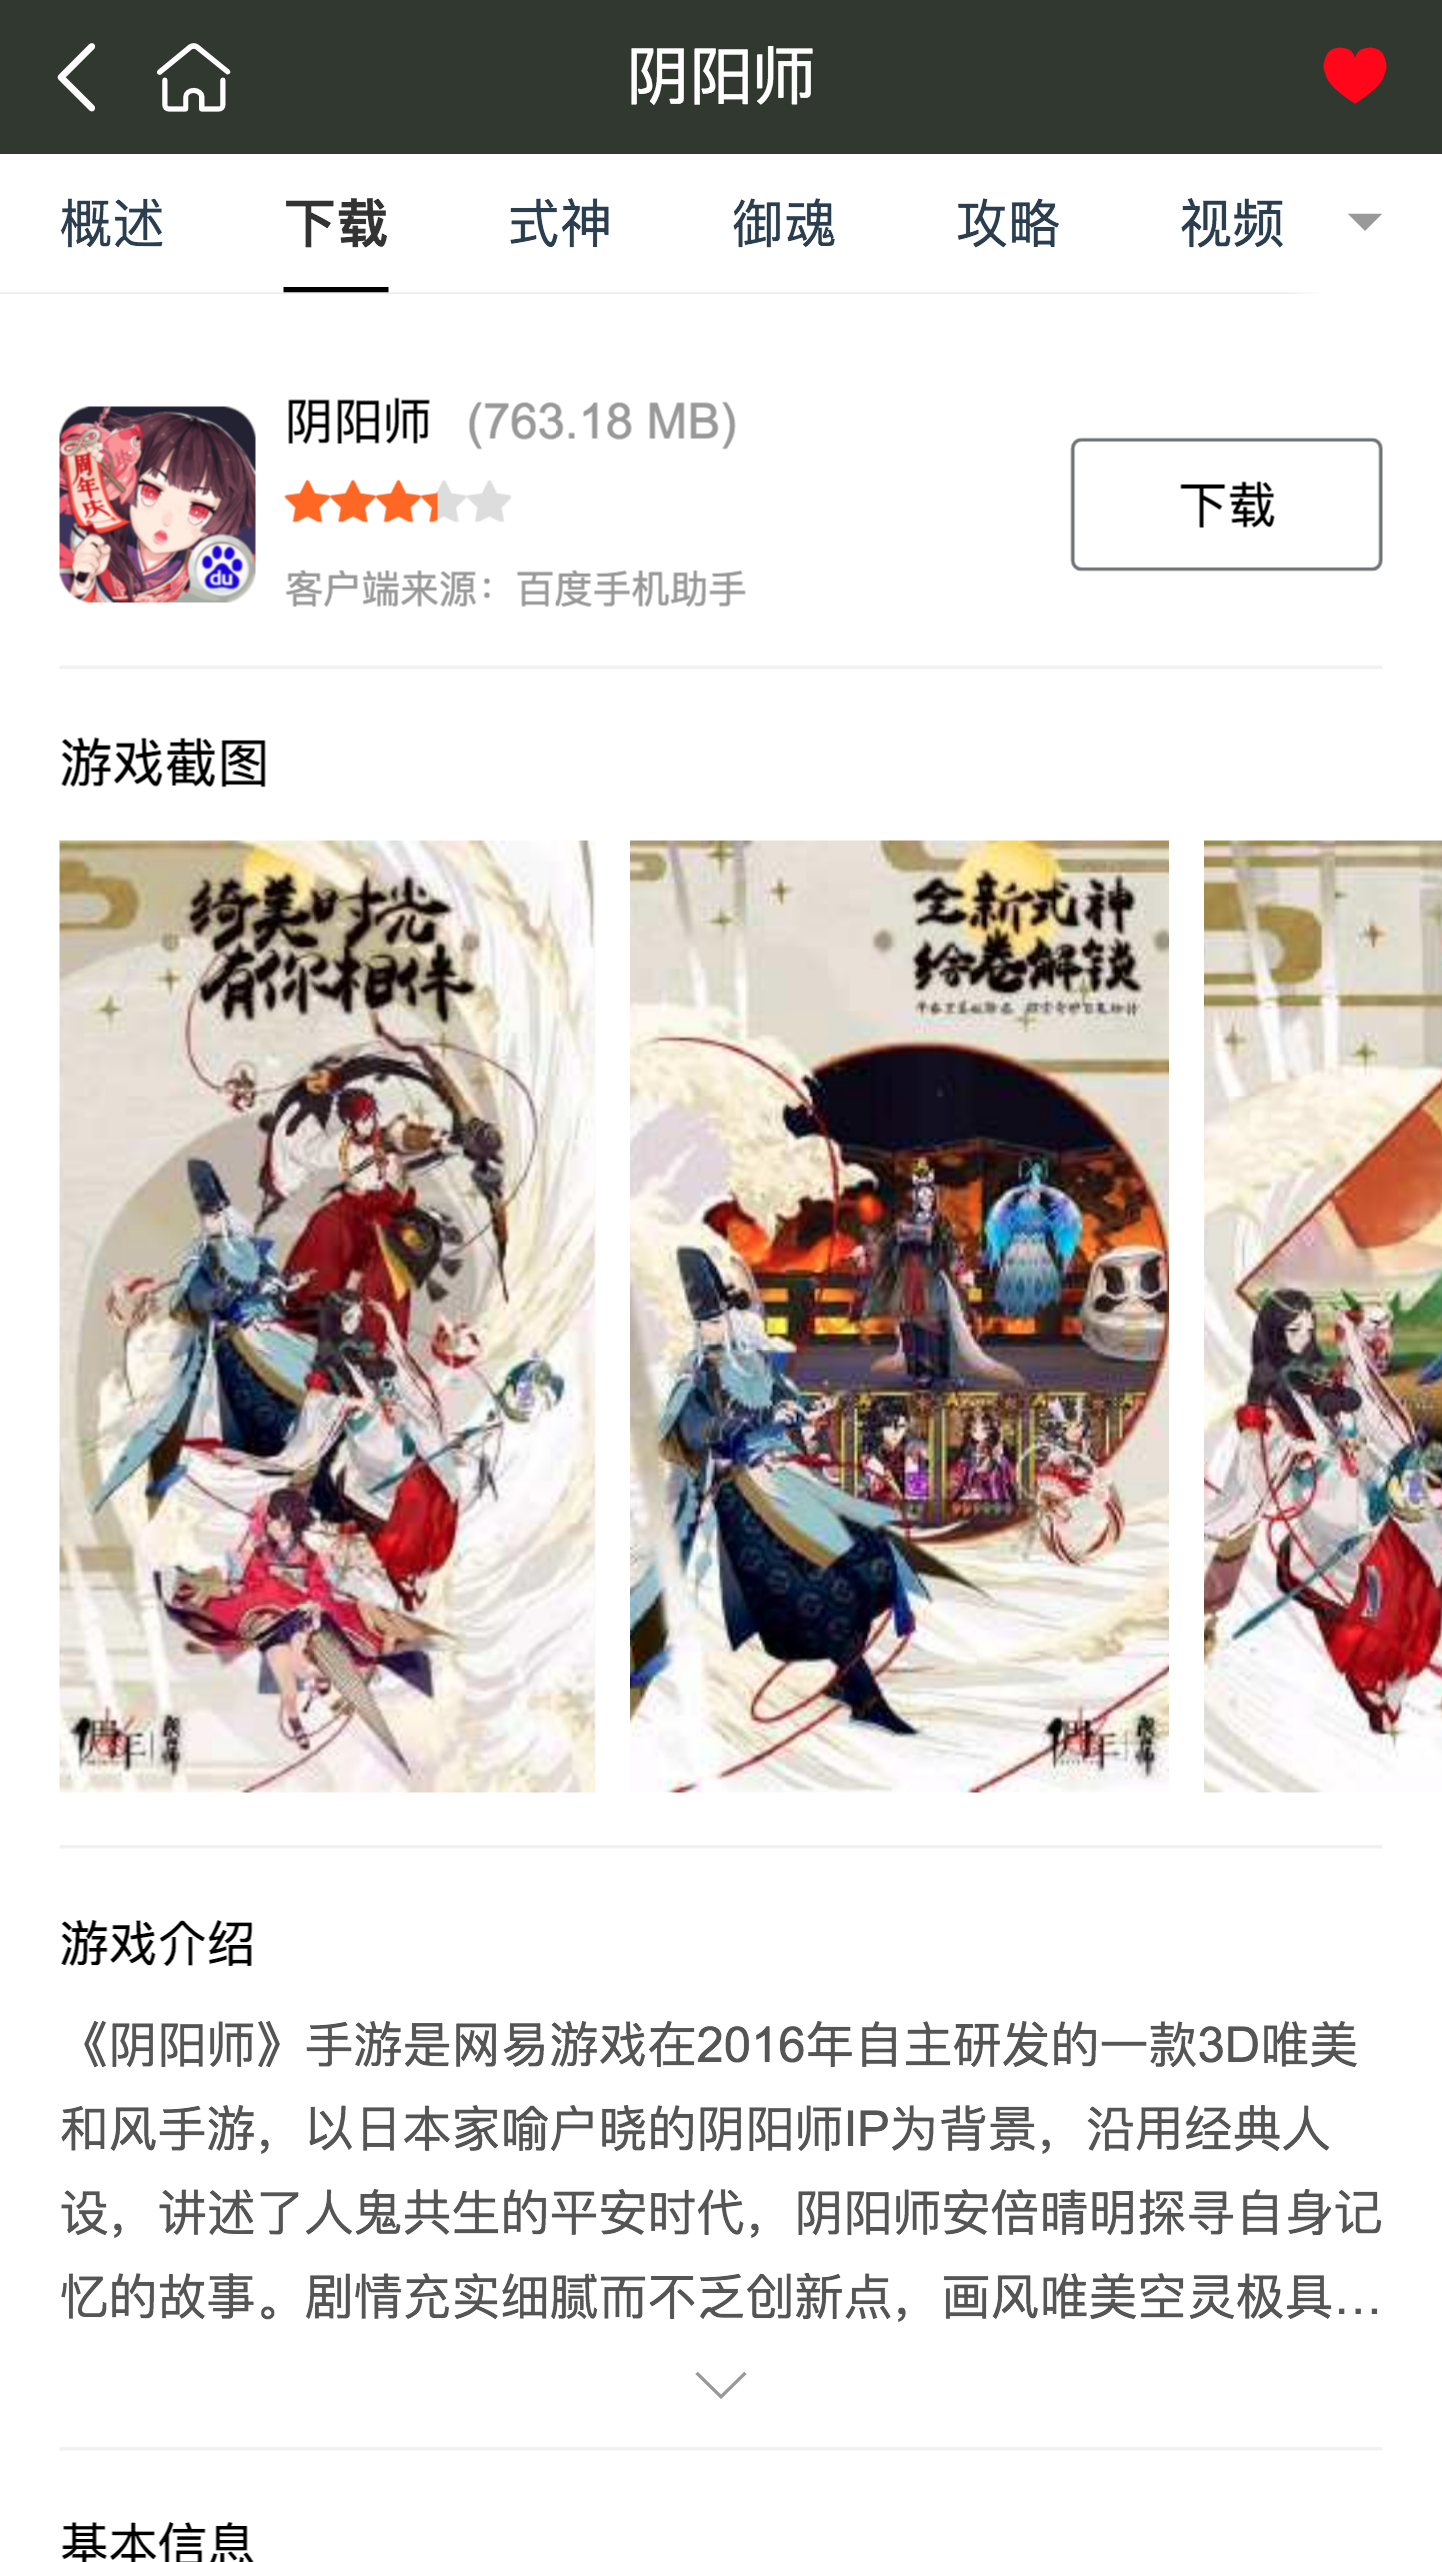 阴阳师
概述 下载 式神 御魂 攻略 视频
阴阳师 (763.18 MB)
周年庆
du
下载
客户端来源：百度手机助手
游戏截图
绮美时光
有你相伴
全新式神
绘卷解锁
游戏介绍
《阴阳师》手游是网易游戏在2016年自主研发的一款3D唯美
和风手游，以日本家喻户晓的阴阳师IP为背景，沿用经典人
设，讲述了人鬼共生的平安时代，阴阳师安倍晴明探寻自身记
忆的故事。剧情充实细腻而不乏创新点，画风唯美空灵极具...
基本信息